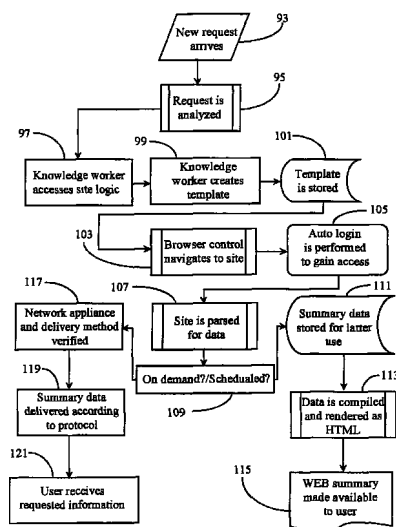 93
New request
arrives
95
Request is
analyzed
97
99
101
Knowledge worker
accesses site logic
Knowledge
worker creates
template
Template
is stored
103
105
Browser control
navigates to site
Auto login
is performed
to gain access
117
107
111
Network appliance
and delivery method
verified
Site is parsed
for data
Summary data
stored for latter
use
119
On demand?/Schedualed?
109
113
Summary data
delivered according
to protocol
Data is compiled
and rendered as
HTML
121
User receives
requested information
115
WEB summary
made available
to user